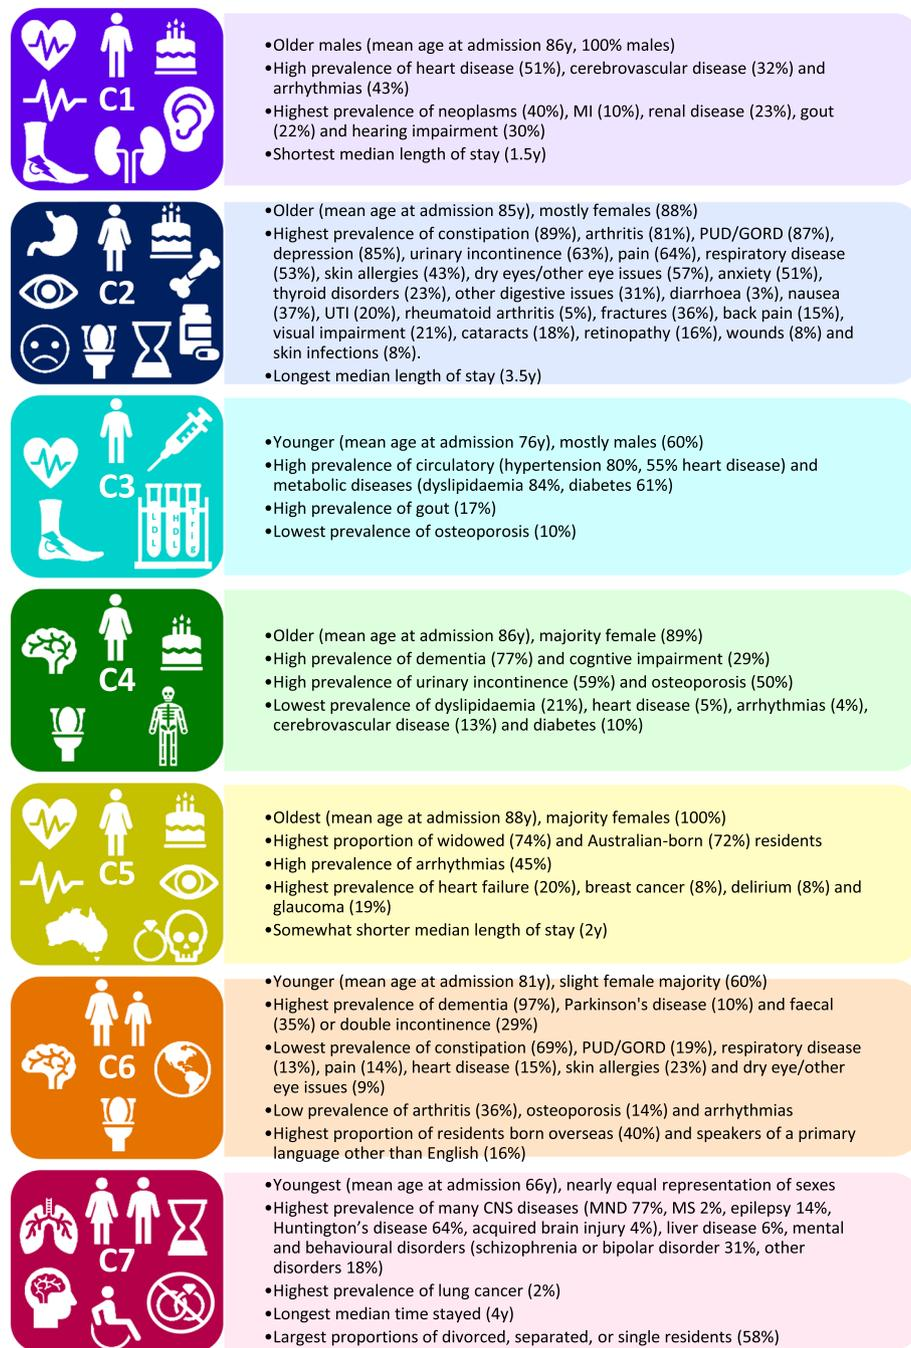 C1
•Older males (mean age at admission 86y, 100% males)
•High prevalence of heart disease (51%), cerebrovascular disease (32%) and
arrhythmias (43%)
•Highest prevalence of neoplasms (40%), MI (10%), renal disease (23%), gout
(22%) and hearing impairment (30%)
•Shortest median length of stay (1.5y)
C2
•Older (mean age at admission 85y), mostly females (88%)
•Highest prevalence of constipation (89%), arthritis (81%), PUD/GORD (87%),
depression (85%), urinary incontinence (63%), pain (64%), respiratory disease
(53%), skin allergies (43%), dry eyes/other eye issues (57%), anxiety (51%),
thyroid disorders (23%), other digestive issues (31%), diarrhoea (3%), nausea
(37%), UTI (20%), rheumatoid arthritis (5%), fractures (36%), back pain (15%),
visual impairment (21%), cataracts (18%), retinopathy (16%), wounds (8%) and
skin infections (8%).
•Longest median length of stay (3.5y)
C3
LDL
HDL
Trig
•Younger (mean age at admission 76y), mostly males (60%)
•High prevalence of circulatory (hypertension 80%, 55% heart disease) and
metabolic diseases (dyslipidaemia 84%, diabetes 61%)
•High prevalence of gout (17%)
•Lowest prevalence of osteoporosis (10%)
C4
•Older (mean age at admission 86y), majority female (89%)
•High prevalence of dementia (77%) and cogntive impairment (29%)
•High prevalence of urinary incontinence (59%) and osteoporosis (50%)
•Lowest prevalence of dyslipidaemia (21%), heart disease (5%), arrhythmias (4%),
cerebrovascular disease (13%) and diabetes (10%)
C5
•Oldest (mean age at admission 88y), majority females (100%)
•Highest proportion of widowed (74%) and Australian-born (72%) residents
•High prevalence of arrhythmias (45%)
•Highest prevalence of heart failure (20%), breast cancer (8%), delirium (8%) and
glaucoma (19%)
•Somewhat shorter median length of stay (2y)
C6
•Younger (mean age at admission 81y), slight female majority (60%)
•Highest prevalence of dementia (97%), Parkinson's disease (10%) and faecal
(35%) or double incontinence (29%)
•Lowest prevalence of constipation (69%), PUD/GORD (19%), respiratory disease
(13%), pain (14%), heart disease (15%), skin allergies (23%) and dry eye/other
eye issues (9%)
•Low prevalence of arthritis (36%), osteoporosis (14%) and arrhythmias
•Highest proportion of residents born overseas (40%) and speakers of a primary
language other than English (16%)
C7
•Youngest (mean age at admission 66y), nearly equal representation of sexes
•Highest prevalence of many CNS diseases (MND 77%, MS 2%, epilepsy 14%,
Huntington’s disease 64%, acquired brain injury 4%), liver disease 6%, mental
and behavioural disorders (schizophrenia or bipolar disorder 31%, other
disorders 18%)
•Highest prevalence of lung cancer (2%)
•Longest median time stayed (4y)
•Largest proportions of divorced, separated, or single residents (58%)